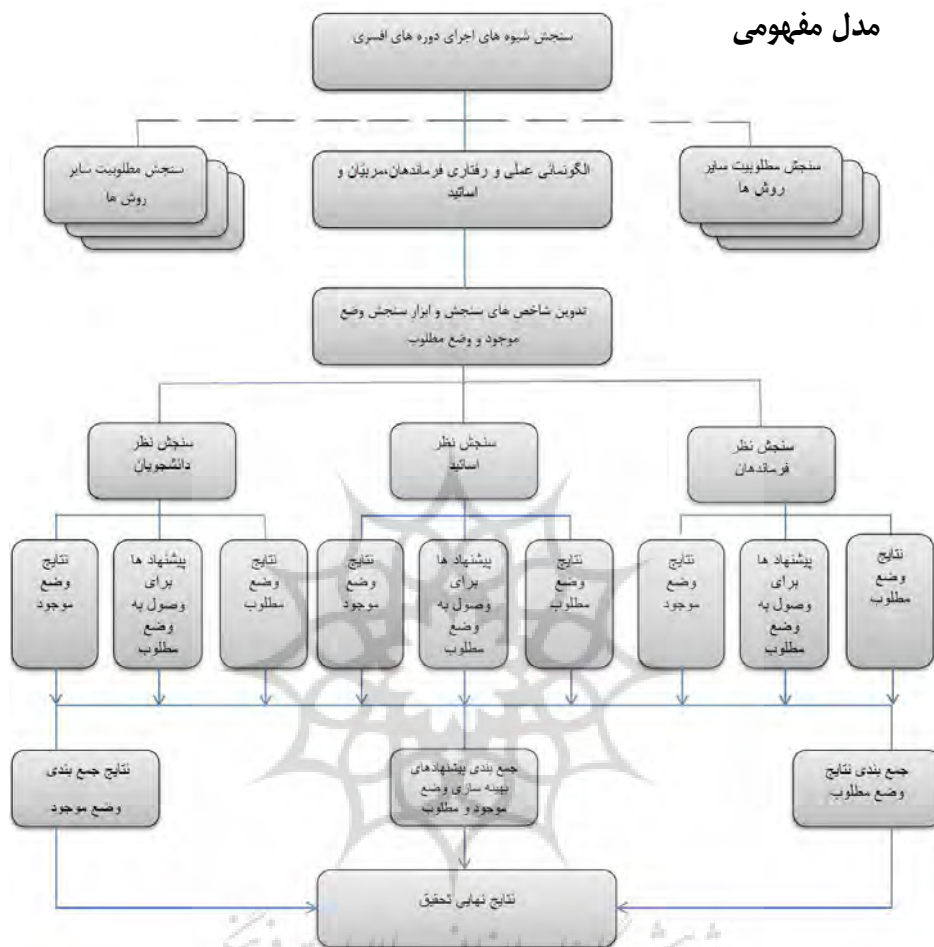 مدل مفهومی
سنجش شیوه های اجرای دوره های افسری
سنجش مطلوبیت سایر
روش ها
الگونمائی عملی و رفتاری فرماندهان،مربیّان و
اساتید
سنجش مطلوبیت سایر
روش ها
تدوین شاخص های سنجش و ابزار سنجش وضع
موجود و وضع مطلوب
سنجش نظر
فرماندهان
سنجش نظر
اساتید
سنجش نظر
دانشجویان
نتایج
وضع
مطلوب
پیشنهاد ها
برای
وصول به
وضع
مطلوب
نتایج
وضع
موجود
نتایج
وضع
مطلوب
پیشنهاد ها
برای
وصول به
وضع
مطلوب
نتایج
وضع
موجود
نتایج
وضع
مطلوب
پیشنهاد ها
برای
وصول به
وضع
مطلوب
نتایج
وضع
موجود
جمع بندی نتایج
وضع مطلوب
جمع بندی پیشنهادهای
بهینه سازی وضع
موجود و مطلوب
نتایج جمع بندی
وضع موجود
نتایج نهایی تحقیق